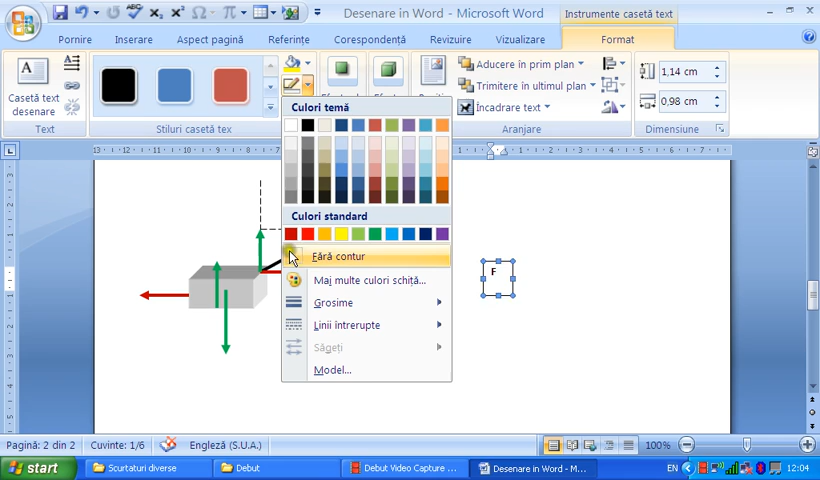 Desenare in Word - Microsoft Word
Instrumente casetă text
Pornire
Inserare
Aspect pagină
Referințe
Corespondență
Revizuire
Vizualizare
Format
Casetă text
desenare
Text
Stiluri casetă tex
Aducere în prim plan
Trimitere în ultimul plan
Încadrare text
Aranjare
1,14 cm
0,98 cm
Dimensiune
Culori temă
Culori standard
Fără contur
Mai multe culori schiță...
Grosime
Linii întrerupte
Săgeți
Model...
F
Pagină: 2 din 2
Cuvinte: 1/6
Engleză (S.U.A.)
100%
start
Scurtaturi diverse
Debut
Debut Video Capture ...
Desenare in Word - M...
EN
12:04